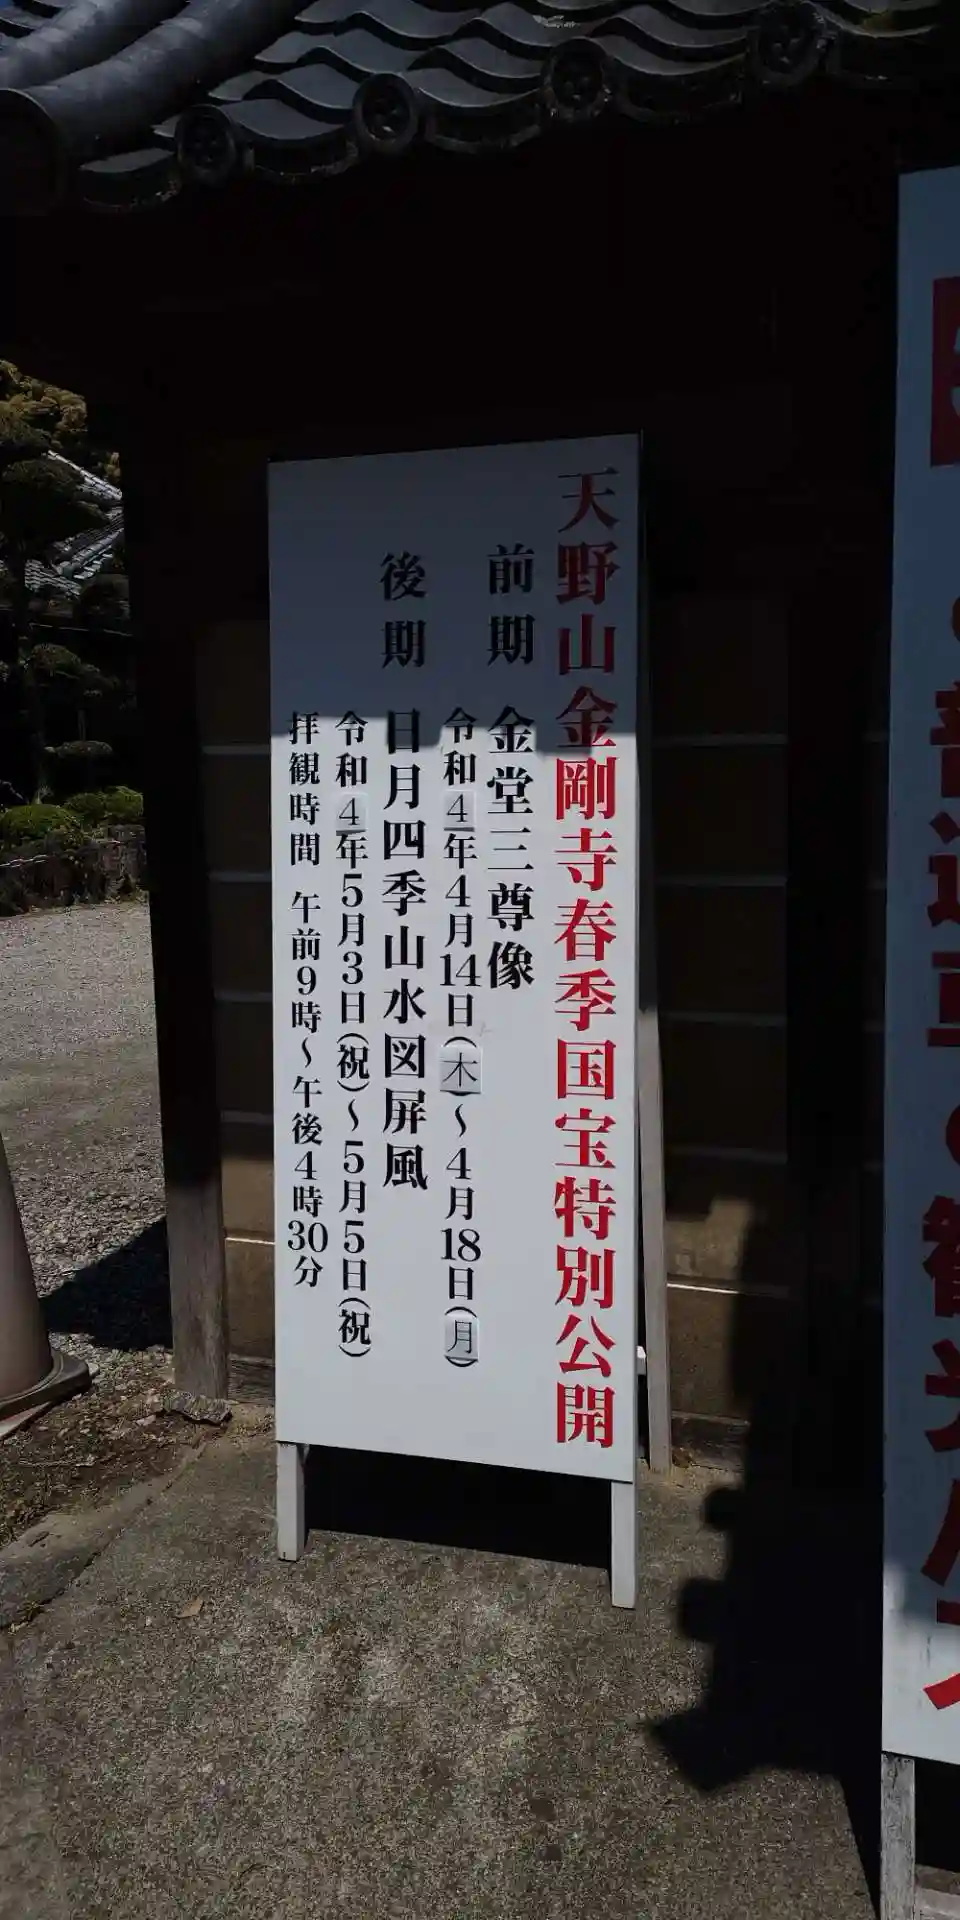 天野山金剛寺春季国宝特別公開
前期 金堂三尊像
令和4年4月14日(木)～4月18日(月)
後期 日月四季山水図屏風
令和4年5月3日(祝)～5月5日(祝)
拝観時間 午前9時～午後4時30分